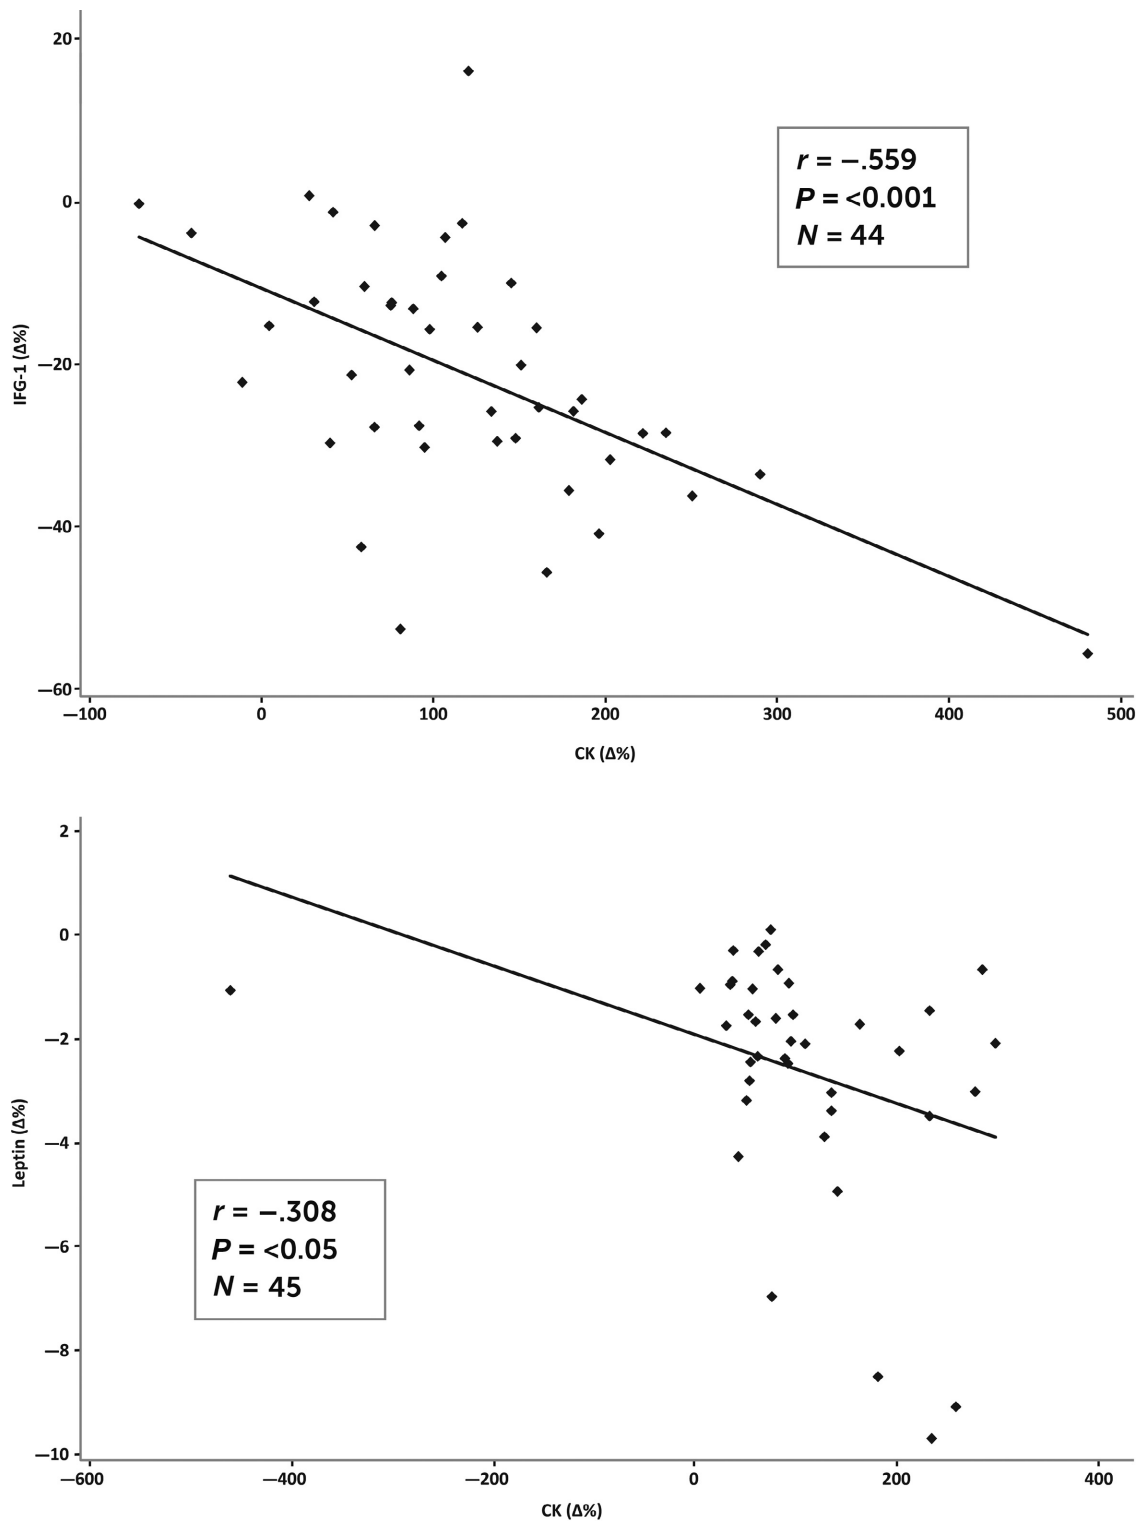 20
0
—20
—40
—60
IFG-1 (Δ%)
r = –.559
P = <0.001
N = 44
—100 0 100 200 300 400 500
CK (Δ%)
2
0
—2
—4
—6
—8
—10
Leptin (Δ%)
r = –.308
P = <0.05
N = 45
—600 —400 —200 0 200 400
CK (Δ%)